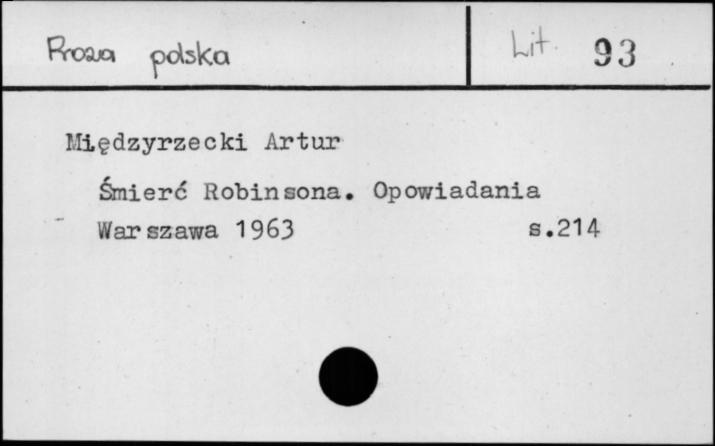 Proza polska
Lit. 93
Międzyrzecki Artur
Śmierć Robinsona. Opowiadania
Warszawa 1963 s.214